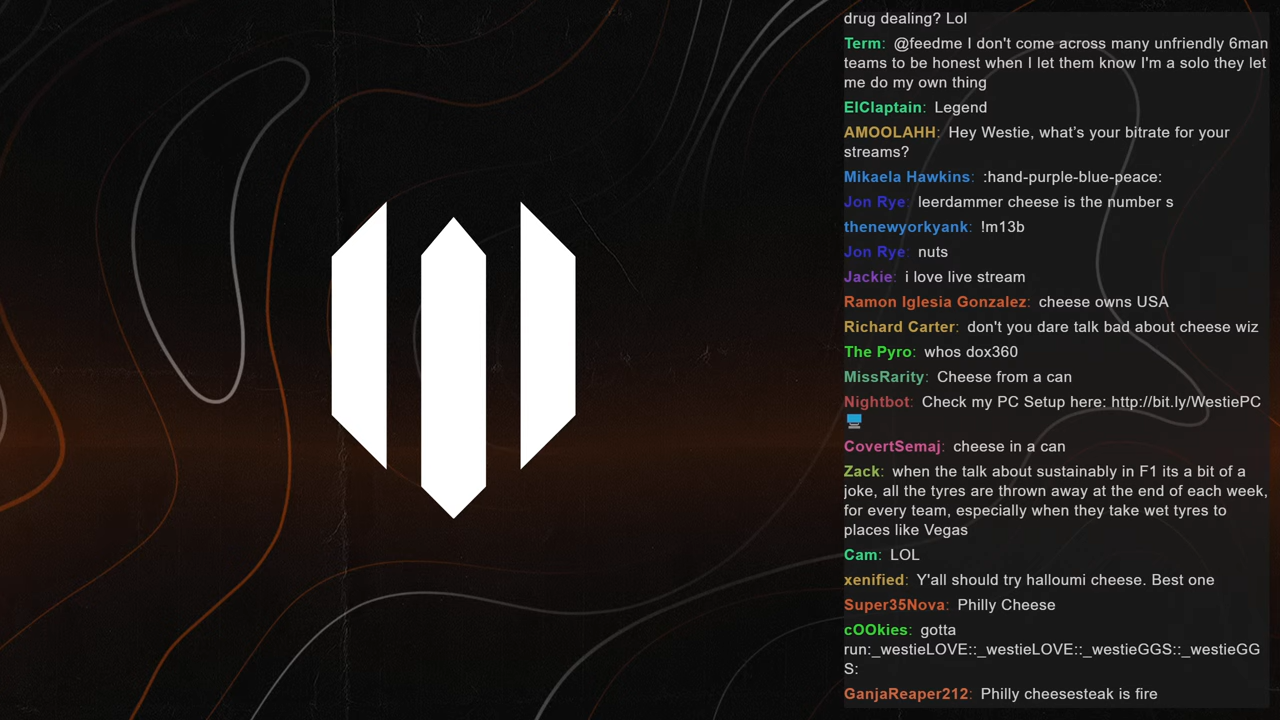 drug dealing? Lol
Term: @feedme I don't come across many unfriendly 6man
teams to be honest when I let them know I'm a solo they let
me do my own thing
ElClaptain: Legend
AMOOLAHH: Hey Westie, what's your bitrate for your
streams?
Mikaela Hawkins: :hand-purple-blue-peace:
Jon Rye: leerdammer cheese is the number s
thenewyorkyank: !m13b
Jon Rye: nuts
Jackie: i love live stream
Ramon Iglesia Gonzalez: cheese owns USA
Richard Carter: don't you dare talk bad about cheese wiz
The Pyro: whos dox360
MissRarity: Cheese from a can
Nightbot: Check my PC Setup here: http://bit.ly/WestiePC
CovertSemaj: cheese in a can
Zack: when the talk about sustainably in F1 its a bit of a
joke, all the tyres are thrown away at the end of each week,
for every team, especially when they take wet tyres to
places like Vegas
Cam: LOL
xenified: Y'all should try halloumi cheese. Best one
Super35Nova: Philly Cheese
cOOkies: gotta
run:_westieLOVE::_westieLOVE::_westieGGS::_westieGG
S:
GanjaReaper212: Philly cheesesteak is fire